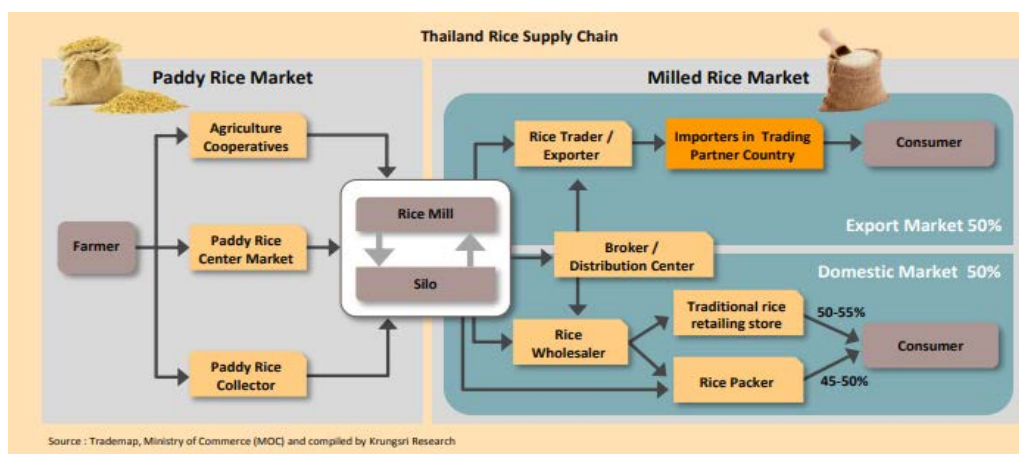 Thailand Rice Supply Chain
Paddy Rice Market
Milled Rice Market
Agriculture
Cooperatives
Rice Trader /
Exporter
Importers in Trading
Partner Country
Consumer
Rice Mill
Farmer
Paddy Rice
Center Market
Export Market 50%
Broker /
Distribution Center
Silo
Domestic Market 50%
Traditional rice
retailing store
50-55%
Rice
Wholesaler
Consumer
Paddy Rice
Collector
Rice Packer
45-50%
Source : Trademap, Ministry of Commerce (MOC) and compiled by Krungsri Research